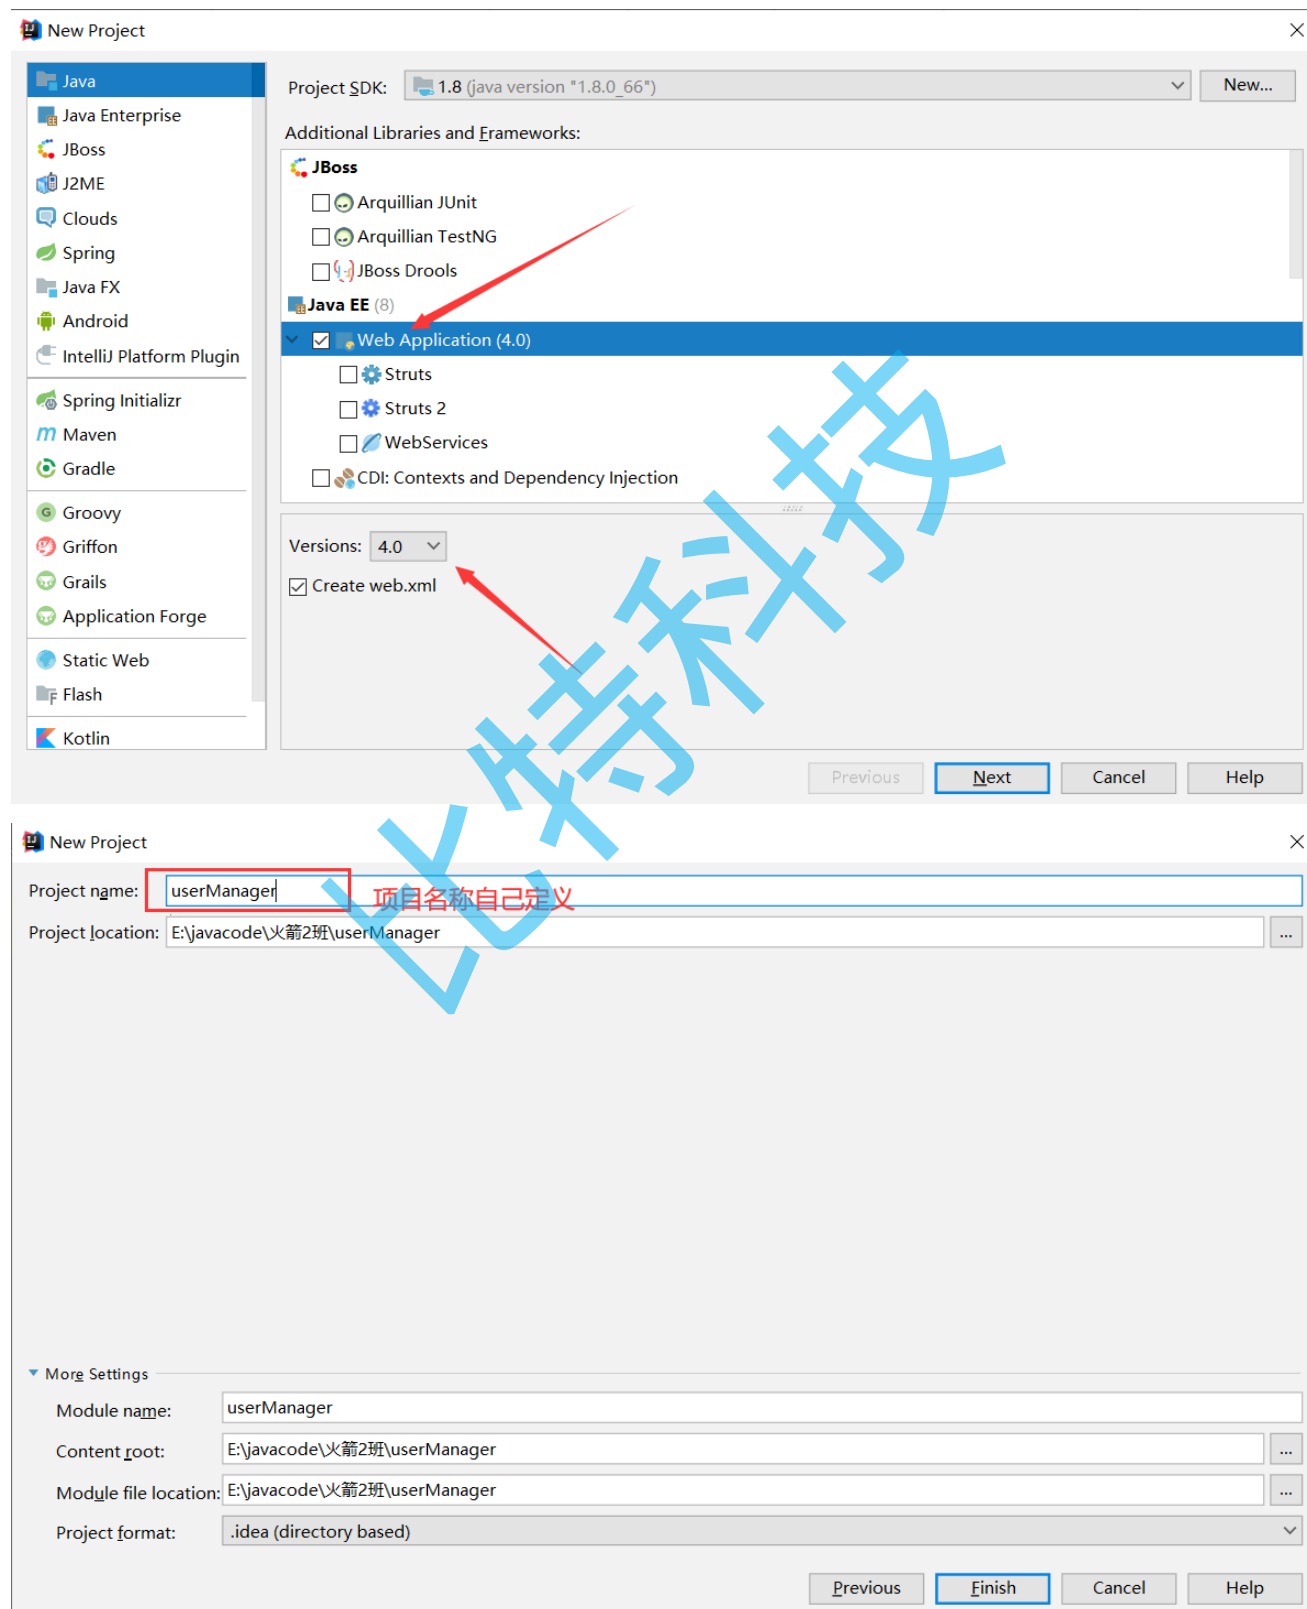 New Project
Java
Java Enterprise
JBoss
J2ME
Clouds
Spring
Java FX
Android
IntelliJ Platform Plugin
Spring Initializr
Maven
Gradle
Groovy
Griffon
Grails
Application Forge
Static Web
Flash
Kotlin
Project SDK: 1.8 (java version "1.8.0_66") New...
Additional Libraries and Frameworks:
JBoss
Arquillian JUnit
Arquillian TestNG
JBoss Drools
Java EE (8)
Web Application (4.0)
Struts
Struts 2
WebServices
CDI: Contexts and Dependency Injection
Versions: 4.0
Create web.xml
Previous Next Cancel Help
比特科技
New Project
Project name: userManager 项目名称自己定义
Project location: E:\javacode\火箭2班\userManager ...
More Settings
Module name: userManager
Content root: E:\javacode\火箭2班\userManager ...
Module file location: E:\javacode\火箭2班\userManager ...
Project format: .idea (directory based)
Previous Finish Cancel Help